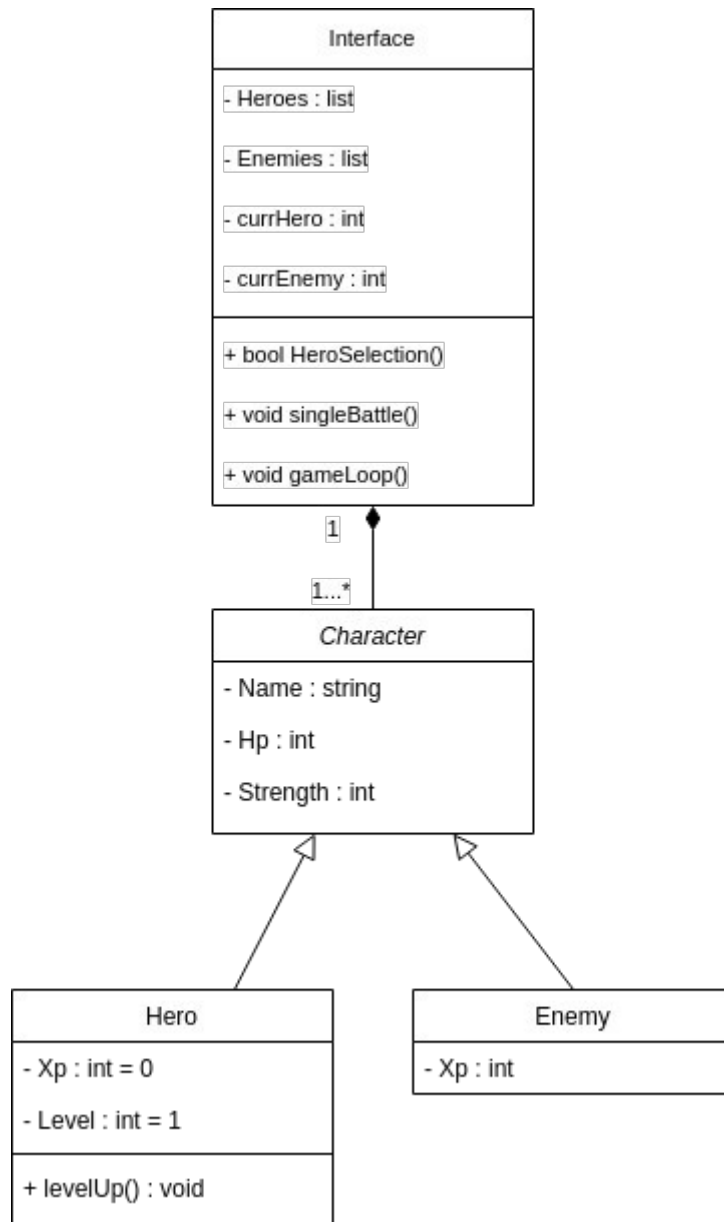 Interface
- Heroes : list
- Enemies : list
- currHero : int
- currEnemy : int
+ bool HeroSelection()
+ void singleBattle()
+ void gameLoop()
1
1...*
Character
- Name : string
- Hp : int
- Strength : int
Hero
- Xp : int = 0
- Level : int = 1
+ levelUp() : void
Enemy
- Xp : int